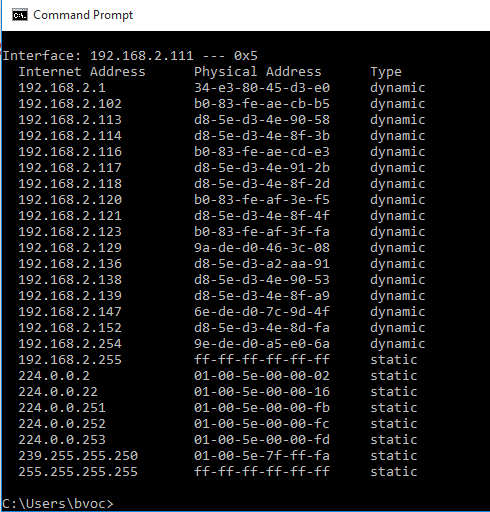 Command Prompt
Interface: 192.168.2.111 --- 0x5
Internet Address Physical Address Type
192.168.2.1 34-e3-80-45-d3-e0 dynamic
192.168.2.102 b0-83-fe-ae-cb-b5 dynamic
192.168.2.113 d8-5e-d3-4e-90-58 dynamic
192.168.2.114 d8-5e-d3-4e-8f-3b dynamic
192.168.2.116 b0-83-fe-ae-cd-e3 dynamic
192.168.2.117 d8-5e-d3-4e-91-2b dynamic
192.168.2.118 d8-5e-d3-4e-8f-2d dynamic
192.168.2.120 b0-83-fe-af-3e-f5 dynamic
192.168.2.121 d8-5e-d3-4e-8f-4f dynamic
192.168.2.123 b0-83-fe-af-3f-fa dynamic
192.168.2.129 9a-de-d0-46-3c-08 dynamic
192.168.2.136 d8-5e-d3-a2-aa-91 dynamic
192.168.2.138 d8-5e-d3-4e-90-53 dynamic
192.168.2.139 d8-5e-d3-4e-8f-a9 dynamic
192.168.2.147 6e-de-d0-7c-9d-4f dynamic
192.168.2.152 d8-5e-d3-4e-8d-fa dynamic
192.168.2.254 9e-de-d0-a5-e0-6a dynamic
192.168.2.255 ff-ff-ff-ff-ff-ff static
224.0.0.2 01-00-5e-00-00-02 static
224.0.0.22 01-00-5e-00-00-16 static
224.0.0.251 01-00-5e-00-00-fb static
224.0.0.252 01-00-5e-00-00-fc static
224.0.0.253 01-00-5e-00-00-fd static
239.255.255.250 01-00-5e-7f-ff-fa static
255.255.255.255 ff-ff-ff-ff-ff-ff static
C:\Users\bvoc>